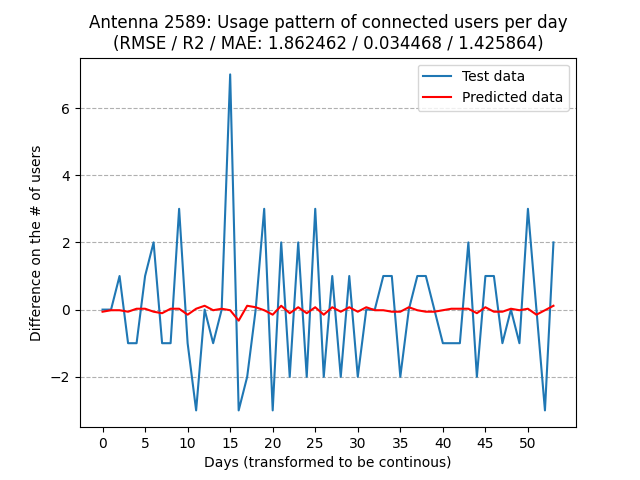 Antenna 2589: Usage pattern of connected users per day
(RMSE / R2 / MAE: 1.862462 / 0.034468 / 1.425864)
Test data
Predicted data
Difference on the # of users
6
4
2
0
−2
0 5 10 15 20 25 30 35 40 45 50
Days (transformed to be continous)